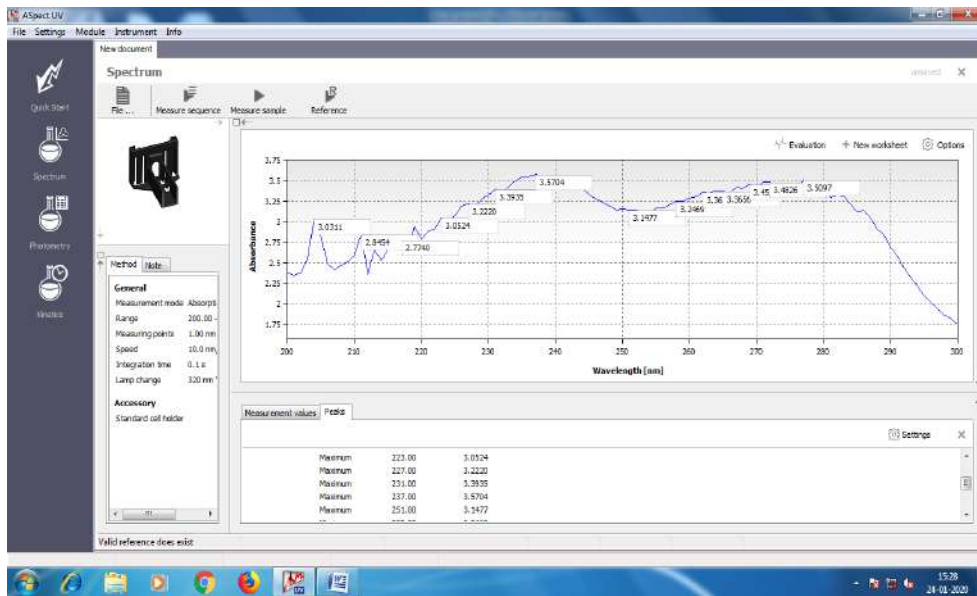 ASpect UV
File Settings Module Instrument Info
New document
Spectrum
unsaved
File ... Measure sequence Measure sample Reference
Quick Start
Spectrum
Photometry
Kinetics
Evaluation + New worksheet Options
Absorbance
3.75
3.5
3
2.75
2.5
2.25
2
1.75
3.0311
2.8454
2.7740
3.0524
3.2220
3.3935
3.5704
3.1477
3.2469
3.36
3.3656
3.45
3.4826
3.5097
200 210 220 230 240 250 260 270 280 290 300
Wavelength [nm]
Method Note
General
Measurement mode Absorpti
Range 200.00 -
Measuring points 1.00 nm
Speed 10.0 nm/
Integration time 0.1 s
Lamp change 320 nm
Accessory
Standard cell holder
Measurement values Peaks
Settings
Maximum 223.00 3.0524
Maximum 227.00 3.2220
Maximum 231.00 3.3935
Maximum 237.00 3.5704
Maximum 251.00 3.1477
Valid reference does exist
15:28
24-01-2020